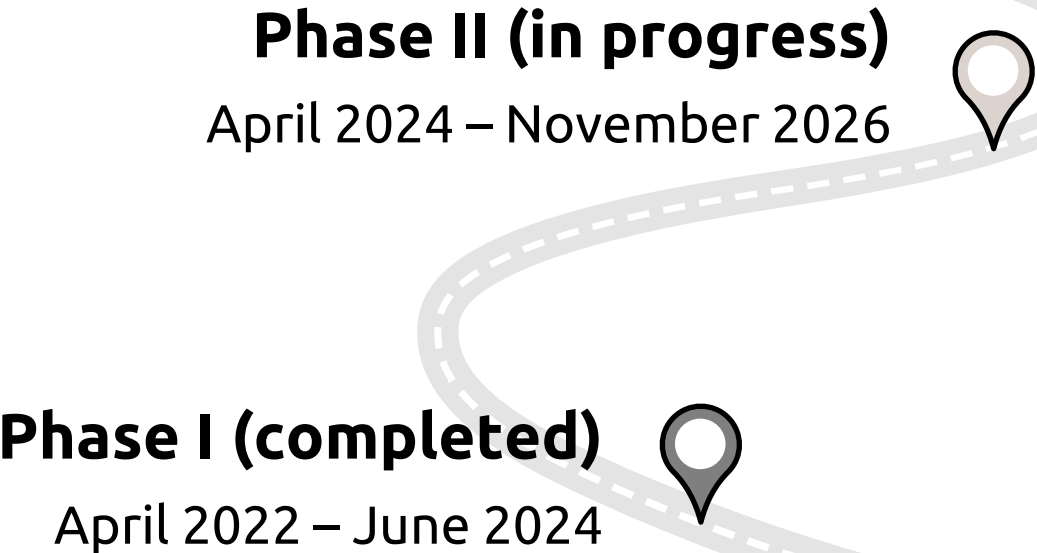 Phase II (in progress)
April 2024 – November 2026
Phase I (completed)
April 2022 – June 2024